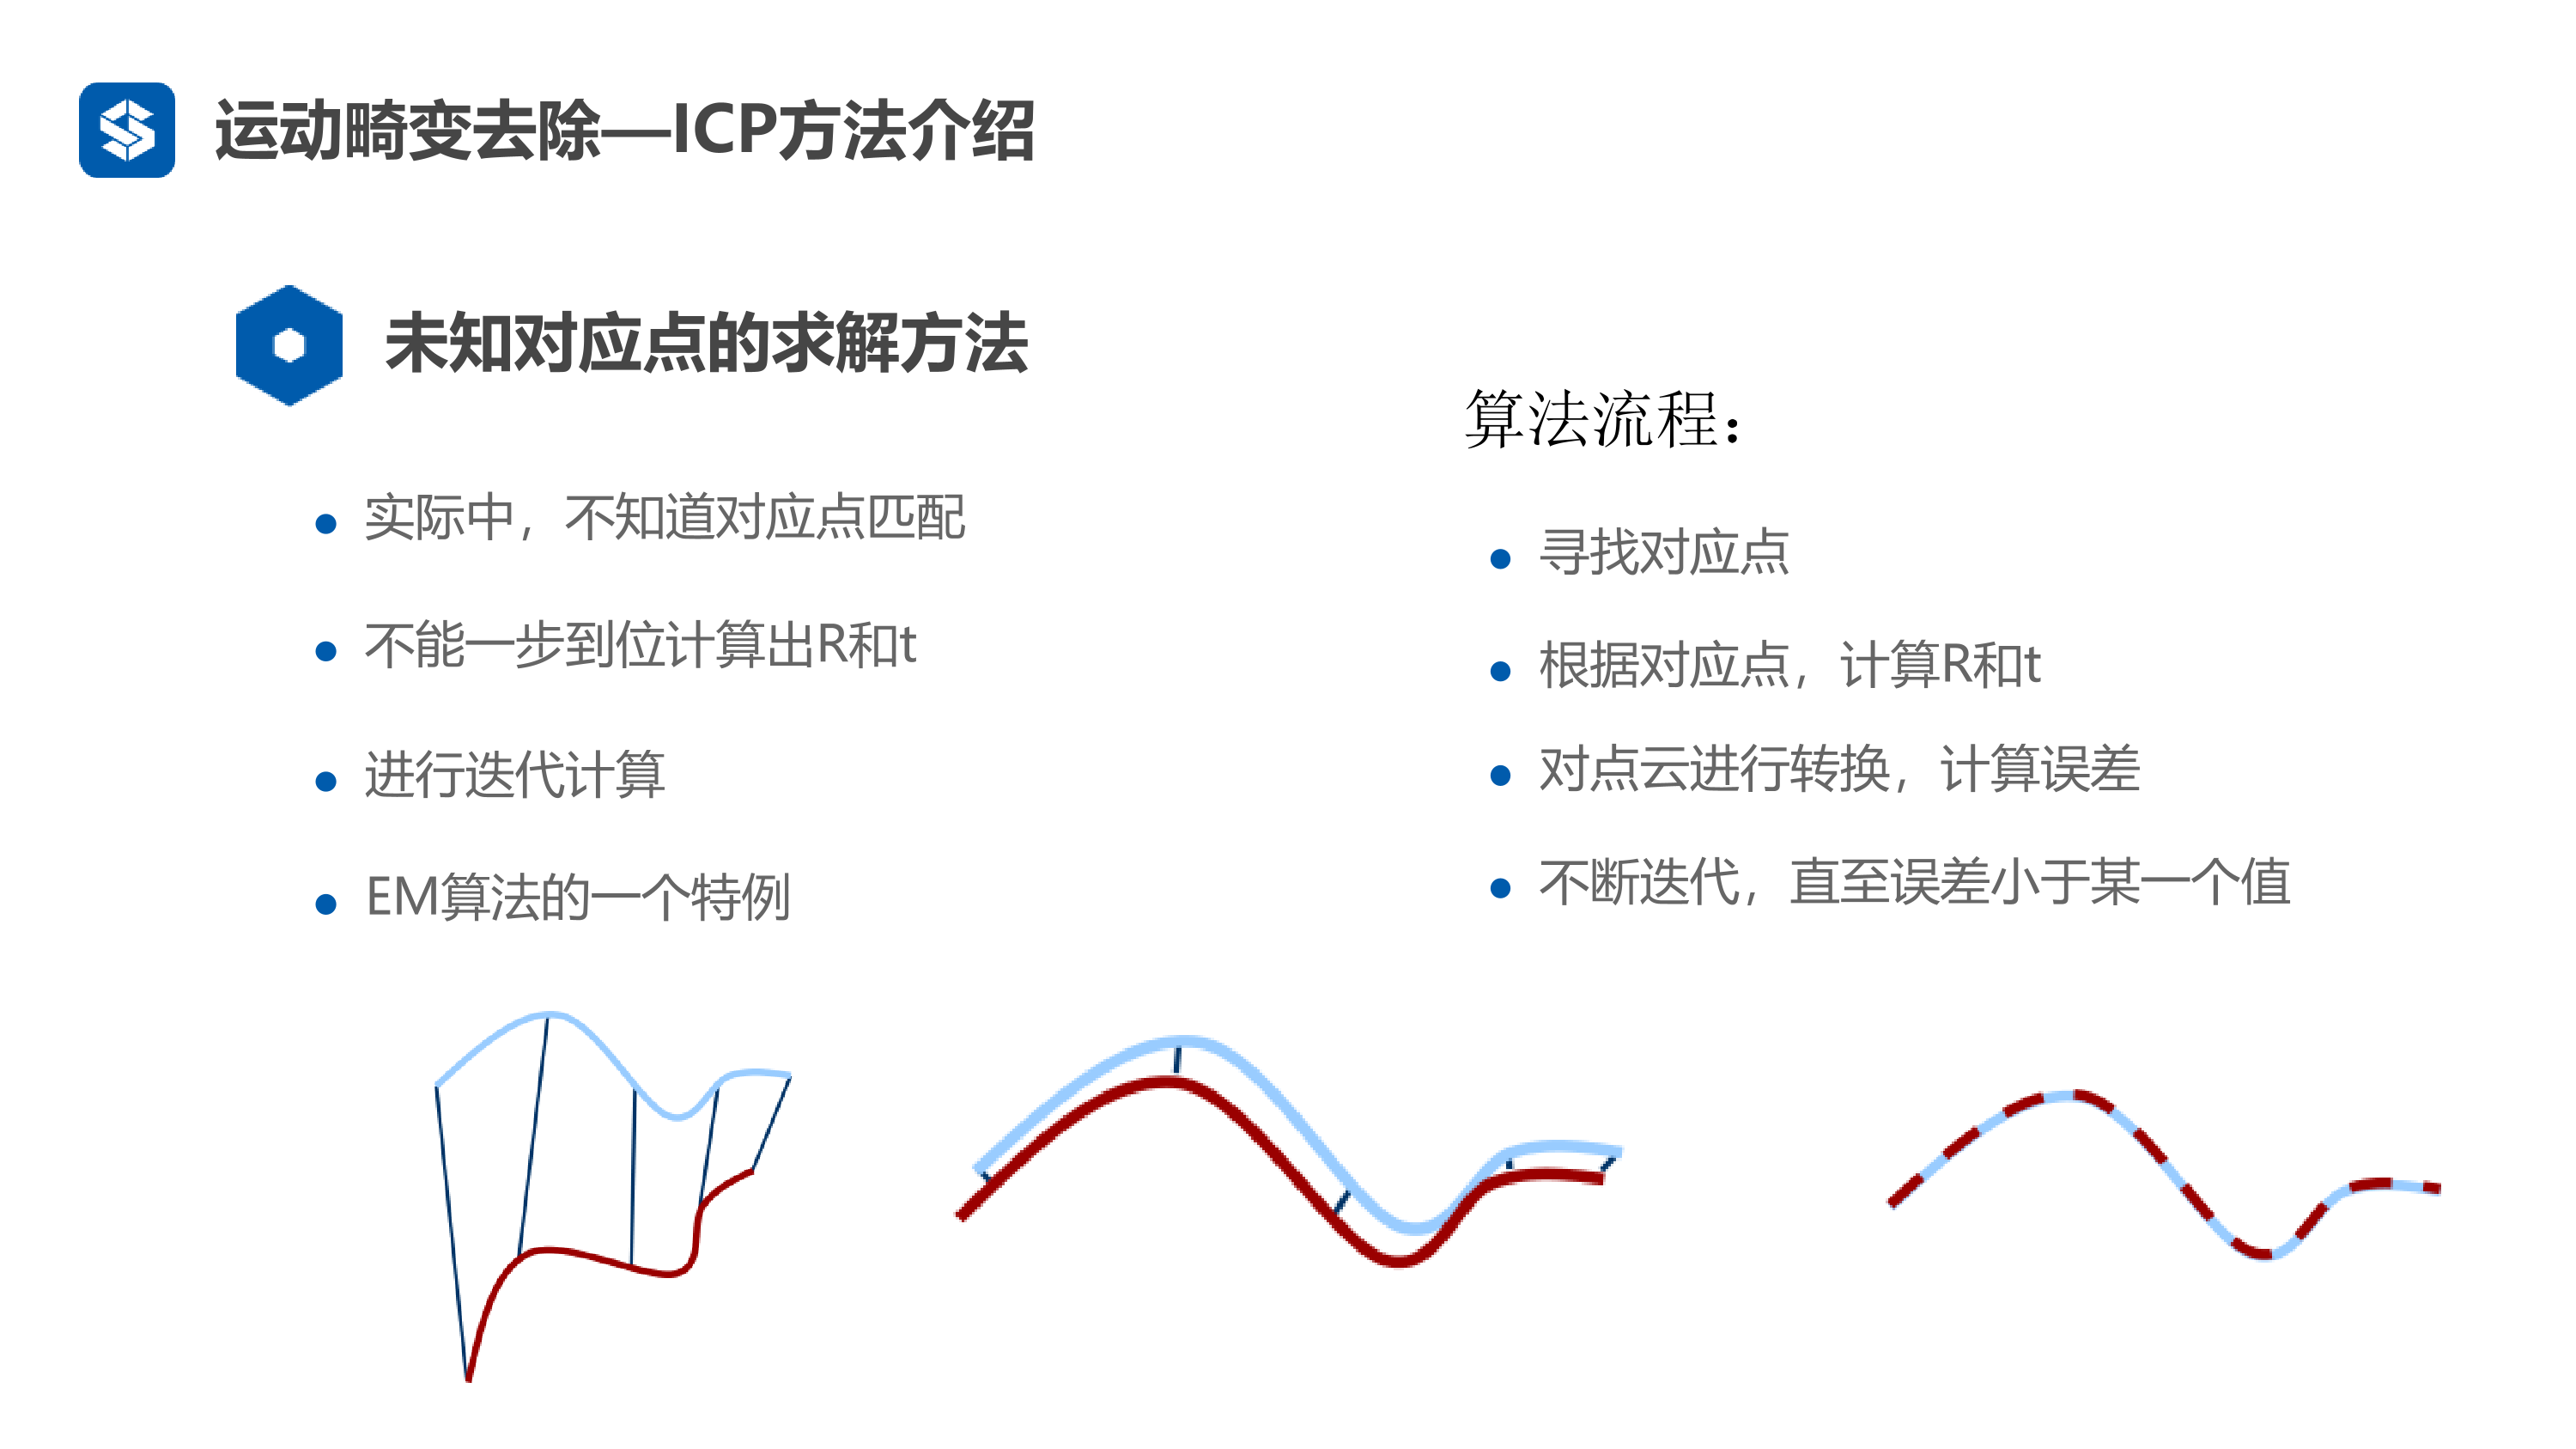 运动畸变去除—ICP方法介绍
未知对应点的求解方法
实际中，不知道对应点匹配
不能一步到位计算出R和t
进行迭代计算
EM算法的一个特例
算法流程：
寻找对应点
根据对应点，计算R和t
对点云进行转换，计算误差
不断迭代，直至误差小于某一个值